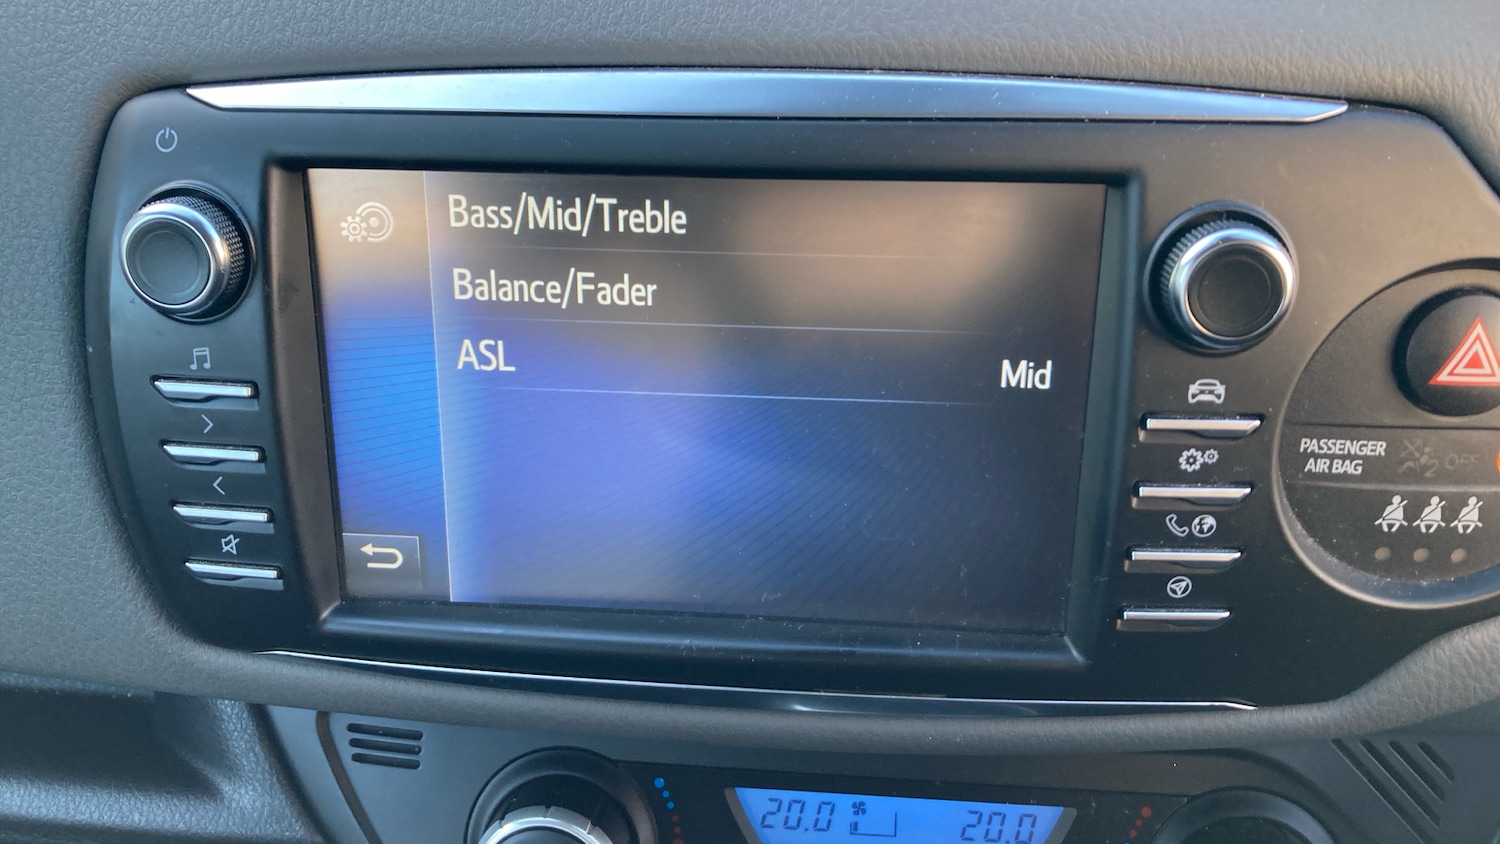 Bass/Mid/Treble
Balance/Fader
ASL
Mid
PASSENGER
AIR BAG
OFF
20.0
20.0